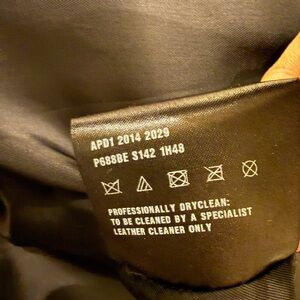 APD1 2014 2029
P688BE S142 1H48
PROFESSIONALLY DRYCLEAN:
TO BE CLEANED BY A SPECIALIST
LEATHER CLEANER ONLY